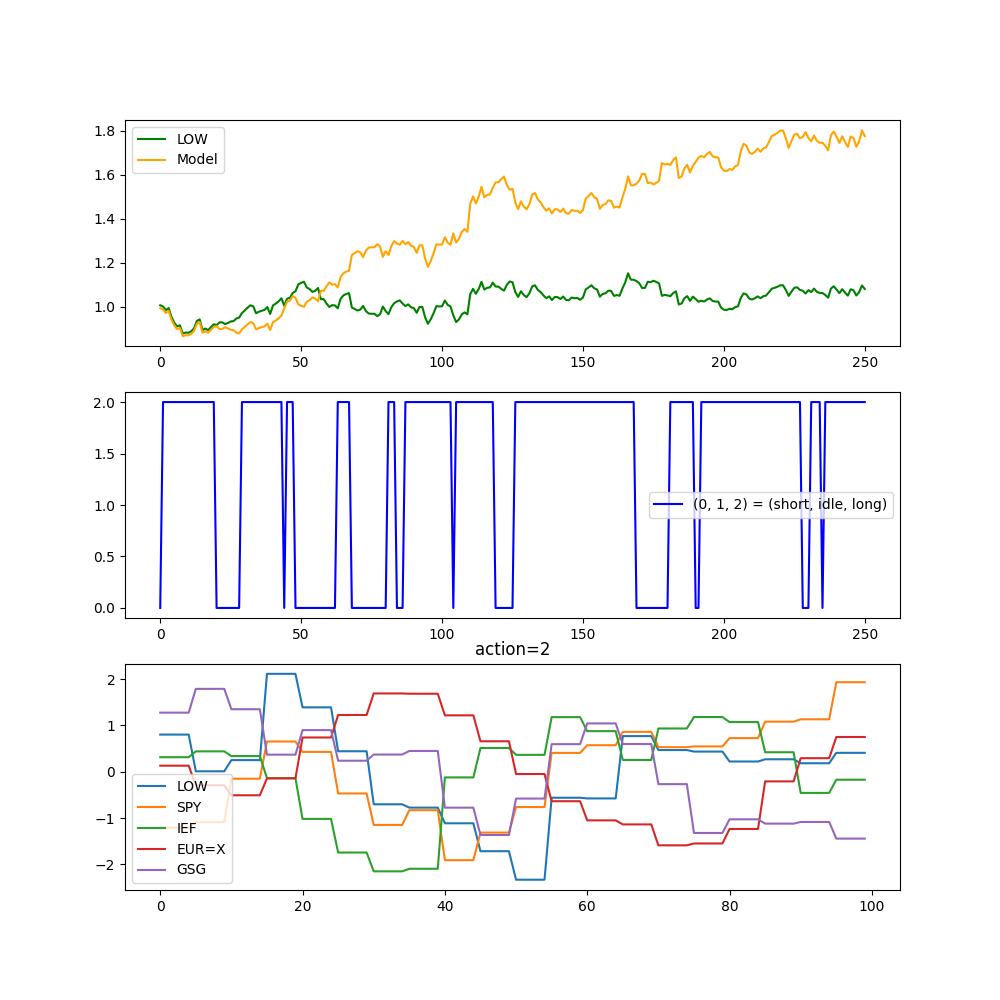 LOW
Model
1.8
1.6
1.4
1.2
1.0
0 50 100 150 200 250
2.0
1.5
1.0
0.5
0.0
(0, 1, 2) = (short, idle, long)
0 50 100 150 200 250
action=2
2
1
0
−1
−2
LOW
SPY
IEF
EUR=X
GSG
0 20 40 60 80 100